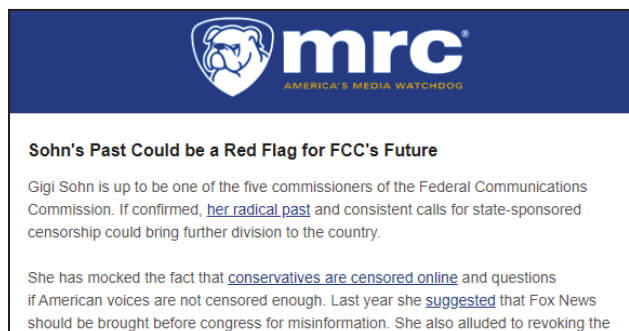 mrc®
AMERICA'S MEDIA WATCHDOG
Sohn's Past Could be a Red Flag for FCC's Future
Gigi Sohn is up to be one of the five commissioners of the Federal Communications
Commission. If confirmed, her radical past and consistent calls for state-sponsored
censorship could bring further division to the country.
She has mocked the fact that conservatives are censored online and questions
if American voices are not censored enough. Last year she suggested that Fox News
should be brought before congress for misinformation. She also alluded to revoking the